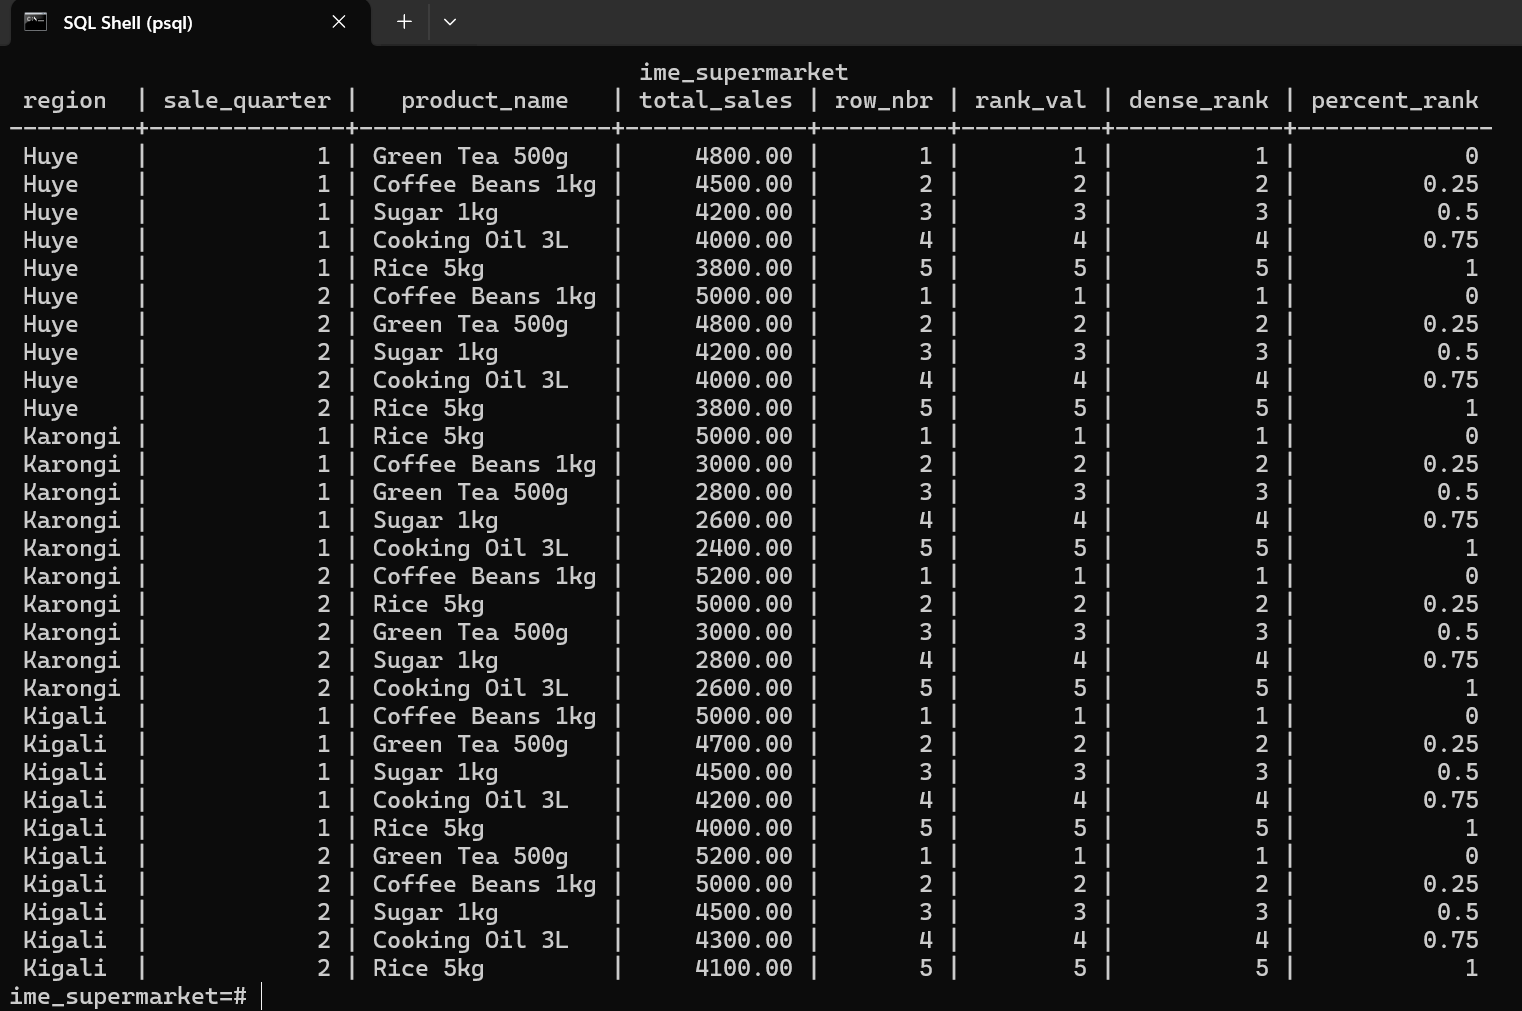 SQL Shell (psql)
ime_supermarket
region | sale_quarter | product_name | total_sales | row_nbr | rank_val | dense_rank | percent_rank
---------+--------------+------------------+-------------+---------+----------+------------+--------------
Huye | 1 | Green Tea 500g | 4800.00 | 1 | 1 | 1 | 0
Huye | 1 | Coffee Beans 1kg | 4500.00 | 2 | 2 | 2 | 0.25
Huye | 1 | Sugar 1kg | 4200.00 | 3 | 3 | 3 | 0.5
Huye | 1 | Cooking Oil 3L | 4000.00 | 4 | 4 | 4 | 0.75
Huye | 1 | Rice 5kg | 3800.00 | 5 | 5 | 5 | 1
Huye | 2 | Coffee Beans 1kg | 5000.00 | 1 | 1 | 1 | 0
Huye | 2 | Green Tea 500g | 4800.00 | 2 | 2 | 2 | 0.25
Huye | 2 | Sugar 1kg | 4200.00 | 3 | 3 | 3 | 0.5
Huye | 2 | Cooking Oil 3L | 4000.00 | 4 | 4 | 4 | 0.75
Huye | 2 | Rice 5kg | 3800.00 | 5 | 5 | 5 | 1
Karongi | 1 | Rice 5kg | 5000.00 | 1 | 1 | 1 | 0
Karongi | 1 | Coffee Beans 1kg | 3000.00 | 2 | 2 | 2 | 0.25
Karongi | 1 | Green Tea 500g | 2800.00 | 3 | 3 | 3 | 0.5
Karongi | 1 | Sugar 1kg | 2600.00 | 4 | 4 | 4 | 0.75
Karongi | 1 | Cooking Oil 3L | 2400.00 | 5 | 5 | 5 | 1
Karongi | 2 | Coffee Beans 1kg | 5200.00 | 1 | 1 | 1 | 0
Karongi | 2 | Rice 5kg | 5000.00 | 2 | 2 | 2 | 0.25
Karongi | 2 | Green Tea 500g | 3000.00 | 3 | 3 | 3 | 0.5
Karongi | 2 | Sugar 1kg | 2800.00 | 4 | 4 | 4 | 0.75
Karongi | 2 | Cooking Oil 3L | 2600.00 | 5 | 5 | 5 | 1
Kigali | 1 | Coffee Beans 1kg | 5000.00 | 1 | 1 | 1 | 0
Kigali | 1 | Green Tea 500g | 4700.00 | 2 | 2 | 2 | 0.25
Kigali | 1 | Sugar 1kg | 4500.00 | 3 | 3 | 3 | 0.5
Kigali | 1 | Cooking Oil 3L | 4200.00 | 4 | 4 | 4 | 0.75
Kigali | 1 | Rice 5kg | 4000.00 | 5 | 5 | 5 | 1
Kigali | 2 | Green Tea 500g | 5200.00 | 1 | 1 | 1 | 0
Kigali | 2 | Coffee Beans 1kg | 5000.00 | 2 | 2 | 2 | 0.25
Kigali | 2 | Sugar 1kg | 4500.00 | 3 | 3 | 3 | 0.5
Kigali | 2 | Cooking Oil 3L | 4300.00 | 4 | 4 | 4 | 0.75
Kigali | 2 | Rice 5kg | 4100.00 | 5 | 5 | 5 | 1
ime_supermarket=#